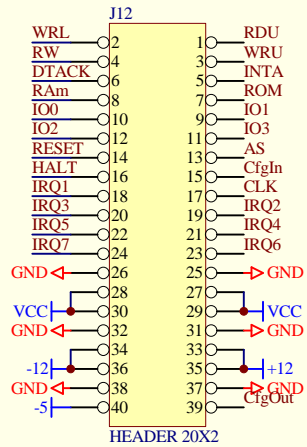 J12
WRL 2 1 RDU
RW 4 3 WRU
DTACK 6 5 INTA
RAm 8 7 ROM
IO0 10 9 IO1
IO2 12 11 IO3
RESET 14 13 AS
HALT 16 15 CfgIn
IRQ1 18 17 CLK
IRQ3 20 19 IRQ2
IRQ5 22 21 IRQ4
IRQ7 24 23 IRQ6
GND 26 25 GND
28 27
VCC 30 29 VCC
GND 32 31 GND
34 33
-12 36 35 +12
GND 38 37 GND
-5 40 39 CfgOut
HEADER 20X2